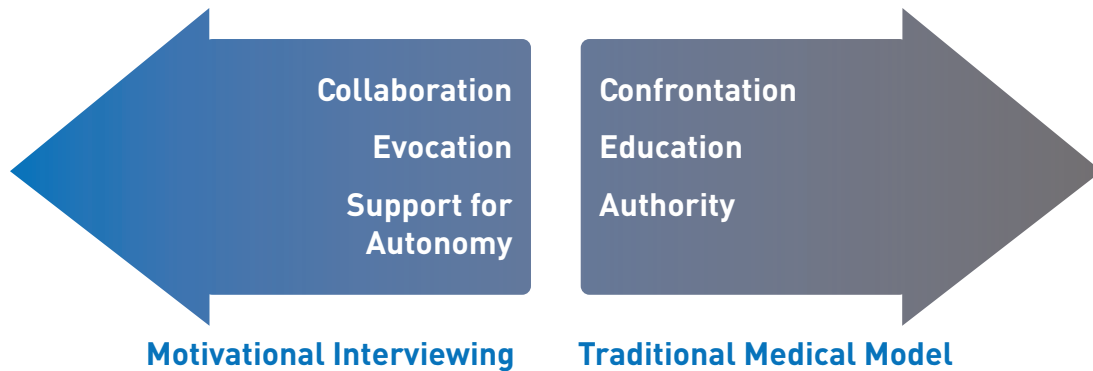 Collaboration
Evocation
Support for
Autonomy
Confrontation
Education
Authority
Motivational Interviewing
Traditional Medical Model